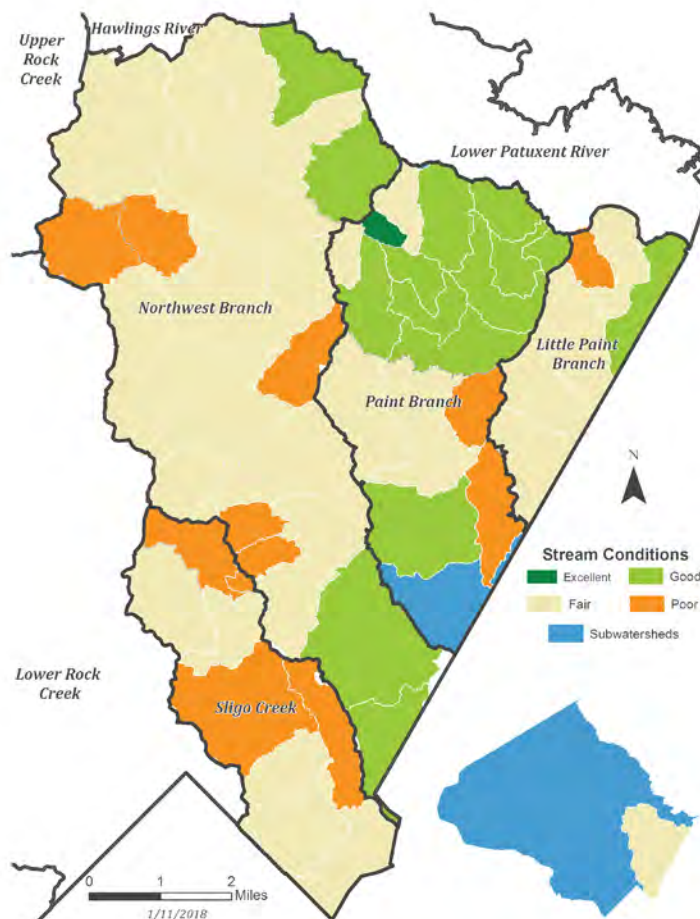 Hawlings River
Upper
Rock
Creek
Lower Patuxent River
Northwest Branch
Little Paint
Branch
Paint Branch
N
Stream Conditions
Excellent
Good
Fair
Poor
Subwatersheds
Lower Rock
Creek
Sligo Creek
0 1 2
Miles
1/11/2018